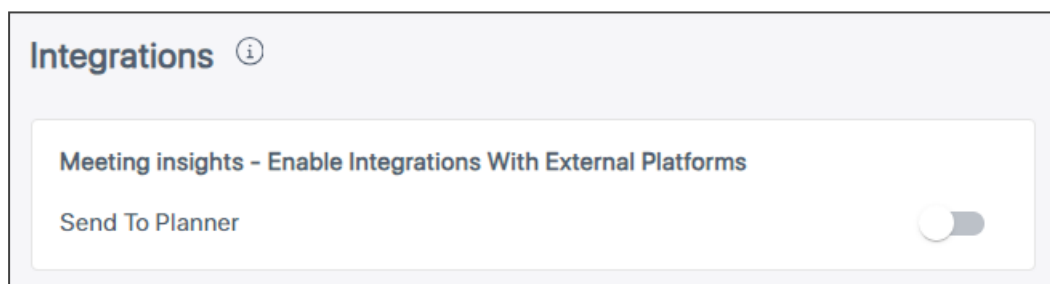 Integrations
Meeting insights - Enable Integrations With External Platforms
Send To Planner